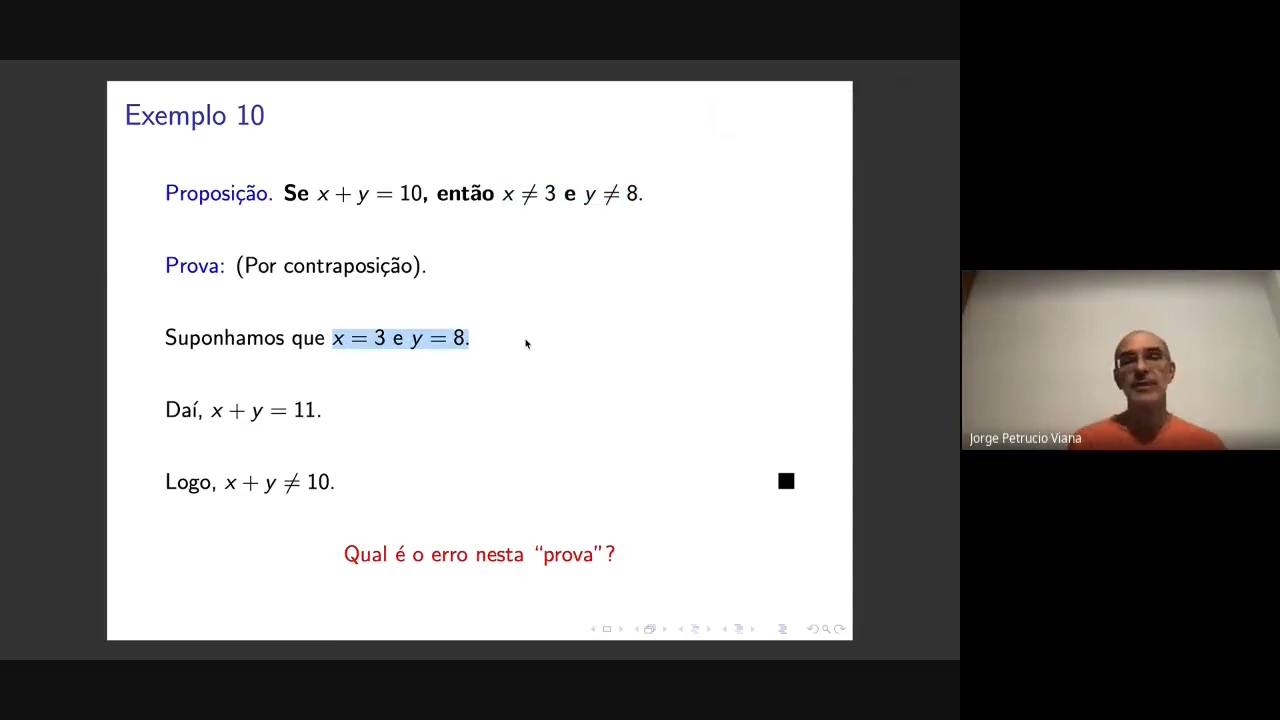 Exemplo 10
Proposição. Se x + y = 10, então x ≠ 3 e y ≠ 8.
Prova: (Por contraposição).
Suponhamos que x = 3 e y = 8.
Daí, x + y = 11.
Logo, x + y ≠ 10.
Qual é o erro nesta “prova”?
Jorge Petrucio Viana